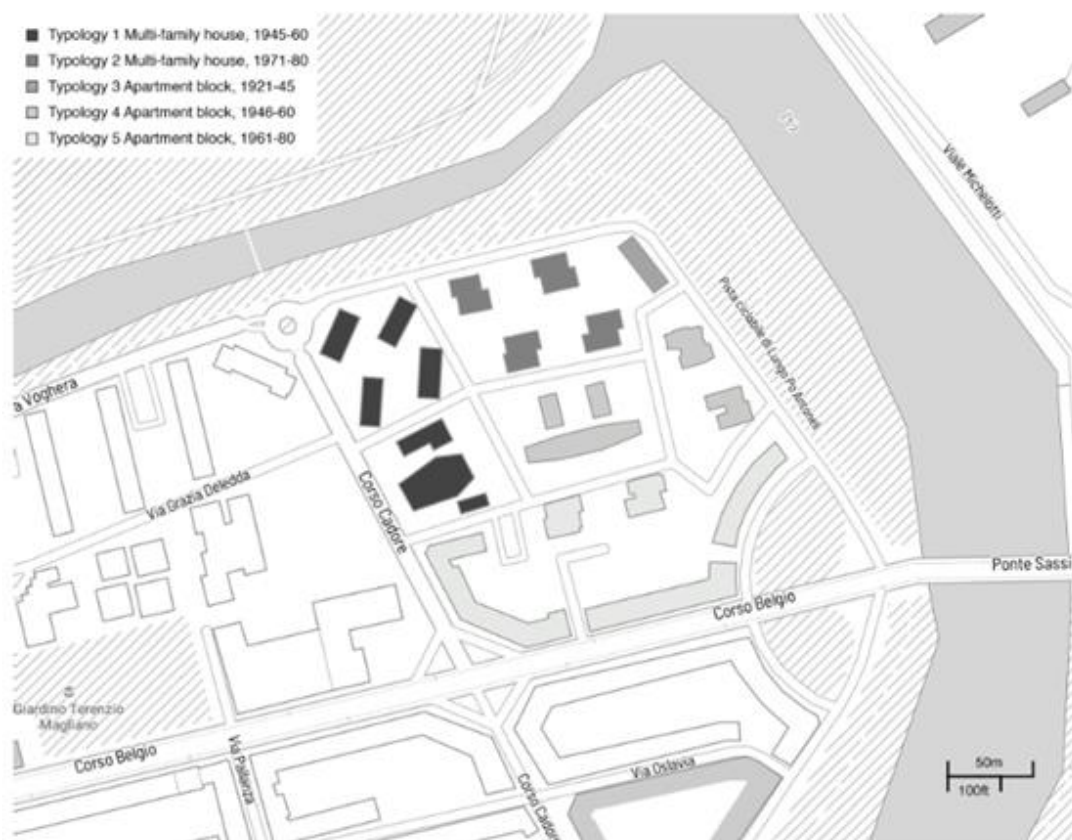 Typology 1 Multi-family house, 1945-60
Typology 2 Multi-family house, 1971-80
Typology 3 Apartment block, 1921-45
Typology 4 Apartment block, 1946-60
Typology 5 Apartment block, 1961-80
Viale Michelotti
Pista ciclabile di Lungo Po Antonelli
a Voghera
Via Grazia Deledda
Corso Cadore
Ponte Sassi
Corso Belgio
Giardino Terenzio
Magliano
Corso Belgio
Via Pallanza
Via Oslavia
Corso Cadore
50m
100ft